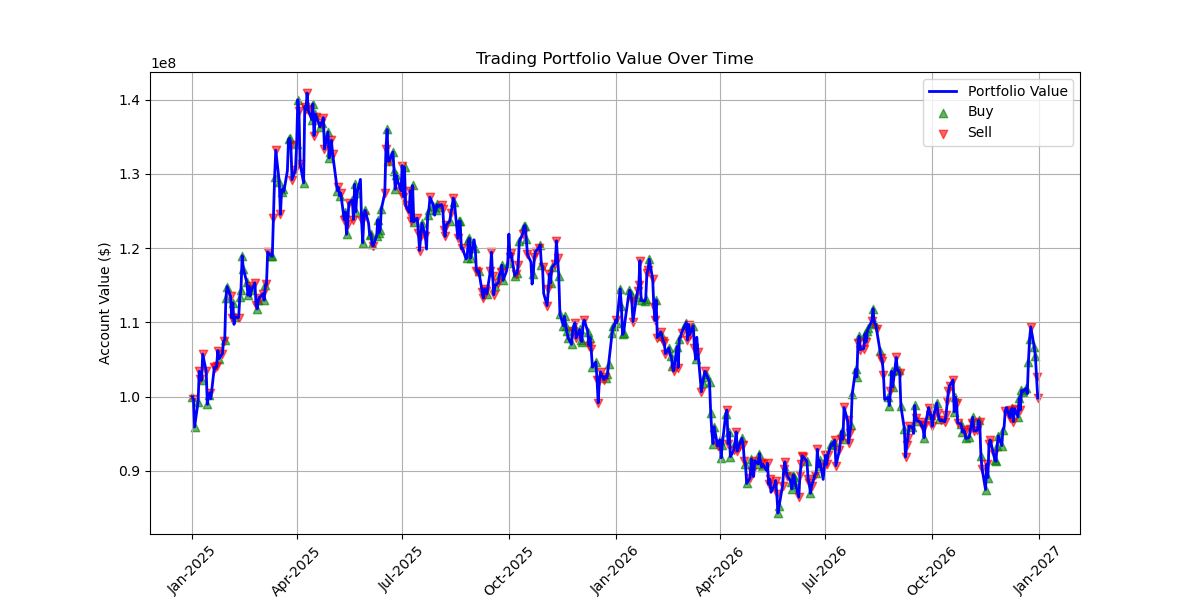 Trading Portfolio Value Over Time
1e8
1.4
1.3
1.2
1.1
1.0
0.9
Account Value ($)
Portfolio Value
Buy
Sell
Jan-2025
Apr-2025
Jul-2025
Oct-2025
Jan-2026
Apr-2026
Jul-2026
Oct-2026
Jan-2027